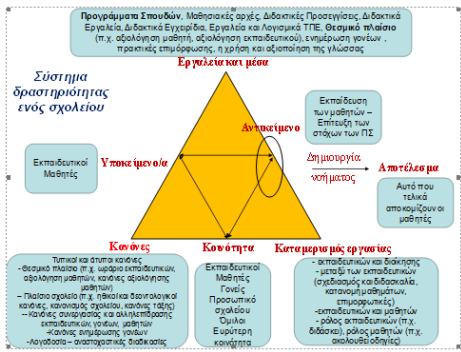 Προγράμματα Σπουδών, Μαθησιακές αρχές, Διδακτικές Προσεγγίσεις, Διδακτικά
Εργαλεία, Διδακτικά Εγχειρίδια, Εργαλεία και Λογισμικά ΤΠΕ, Θεσμικό πλαίσιο
(π.χ. αξιολόγηση μαθητή, αξιολόγηση εκπαιδευτικού), ενημέρωση γονέων ,
πρακτικές επιμόρφωσης, η χρήση και αξιοποίηση της γλώσσας
Εργαλεία και μέσα
Σύστημα
δραστηριότητας
ενός σχολείου
Αντικείμενο
Εκπαίδευση
των μαθητών –
Επίτευξη των
στόχων των ΠΣ
Εκπαιδευτικοί
Μαθητές
Υποκείμενο/α
Δημιουργία
νοήματος
Αποτέλεσμα
Αυτό που
τελικά
αποκομίζουν οι
μαθητές
Κανόνες
Κοινότητα
Καταμερισμός εργασίας
Τυπικοί και άτυποι κανόνες
- Θεσμικό πλαίσιο (π.χ. ωράριο εκπαιδευτικών,
αξιολόγηση μαθητών, κανόνες αξιολόγησης
μαθητών)
– Πλαίσιο σχολείου (π.χ. ηθικοί και δεοντολογικοί
κανόνες, κανονισμός σχολείου, κανόνες τάξης)
--Κανόνες συνεργασίας και αλληλεπίδρασης
εκπαιδευτικών, γονέων, μαθητών
-Κανόνες ενημέρωσης γονέων
-Λογοδοσία – αναστοχαστικές διαδικασίες
Εκπαιδευτικοί
Μαθητές
Γονείς
Προσωπικό
σχολείου
Όμιλοι
Ευρύτερη
κοινότητα
- εκπαιδευτικών και διοίκησης
- μεταξύ των εκπαιδευτικών
(σχεδιασμός και διδασκαλία,
κατανομή μαθημάτων,
επιμορφωτικές)
-εκπαιδευτικών και μαθητών
- ρόλος εκπαιδευτικών (π.χ.
διδάσκει), ρόλος μαθητών (π.χ.
ακολουθεί οδηγίες)